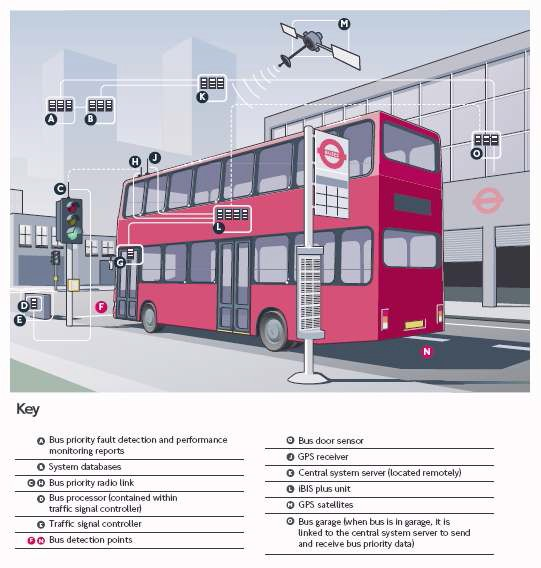 M
K
A
B
O
H
J
C
L
G
D
E
F
N
Key
A Bus priority fault detection and performance
monitoring reports
B System databases
C H Bus priority radio link
D Bus processor (contained within
traffic signal controller)
E Traffic signal controller
F N Bus detection points
G Bus door sensor
J GPS receiver
K Central system server (located remotely)
L iBIS plus unit
M GPS satellites
O Bus garage (when bus is in garage, it is
linked to the central system server to send
and receive bus priority data)